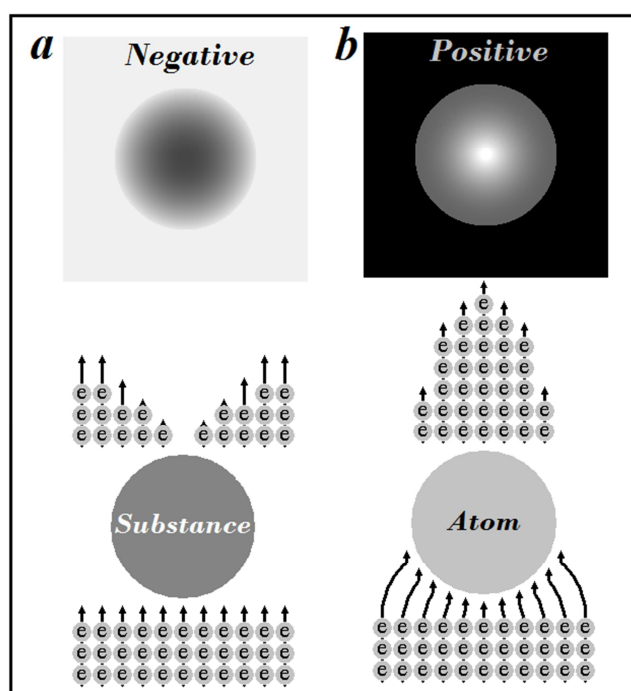 a
Negative
e e e e
e e e e e e e e
e e e e e e e e e e
Substance
e e e e e e e e e e e
e e e e e e e e e e e
e e e e e e e e e e e
b
Positive
e
e e e
e e e e e
e e e e e
e e e e e
e e e e e e e
e e e e e e e
Atom
e e e e e e e e e e e
e e e e e e e e e e e
e e e e e e e e e e e